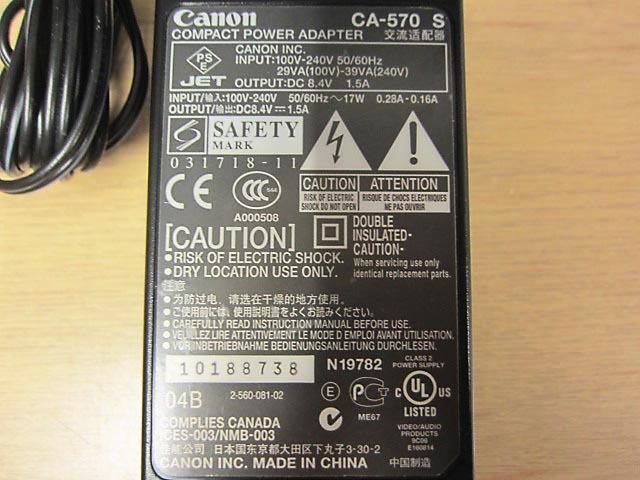 Canon CA-570 S
COMPACT POWER ADAPTER 交流适配器
PSE
JET
CANON INC.
INPUT:100V-240V 50/60Hz
29VA(100V)-39VA(240V)
OUTPUT:DC 8.4V 1.5A
INPUT/输入:100V-240V 50/60Hz～17W 0.28A-0.16A
OUTPUT/输出:DC8.4V 1.5A
SAFETY
MARK
031718-11
CAUTION
RISK OF ELECTRIC
SHOCK DO NOT OPEN
ATTENTION
RISQUE DE CHOCS ELECTRIQUES
NE PAS OUVRIR
CE
CCC
A000508
[CAUTION]
•RISK OF ELECTRIC SHOCK.
•DRY LOCATION USE ONLY.
DOUBLE
INSULATED-
CAUTION-
When servicing use only
identical replacement parts.
注意
•为防过电，请选在干燥的地方使用。
•ご使用前には、使用説明書をよくお読みください。
•CAREFULLY READ INSTRUCTION MANUAL BEFORE USE.
•VEUILLEZ LIRE ATTENTIVEMENT LE MODE D EMPLOI AVANT UTILISATION.
•VOR INBETRIEBNAHME BEDIENUNGSANLEITUNG DURCHLESEN.
10188738
N19782
CLASS 2
POWER SUPPLY
04B
2-560-081-02
E
ME67
C UL US
LISTED
VIDEO/AUDIO
PRODUCTS
9C06
E160814
COMPLIES CANADA
ICES-003/NMB-003
佳能公司 日本国东京都大田区下丸子3-30-2
CANON INC. MADE IN CHINA 中国制造